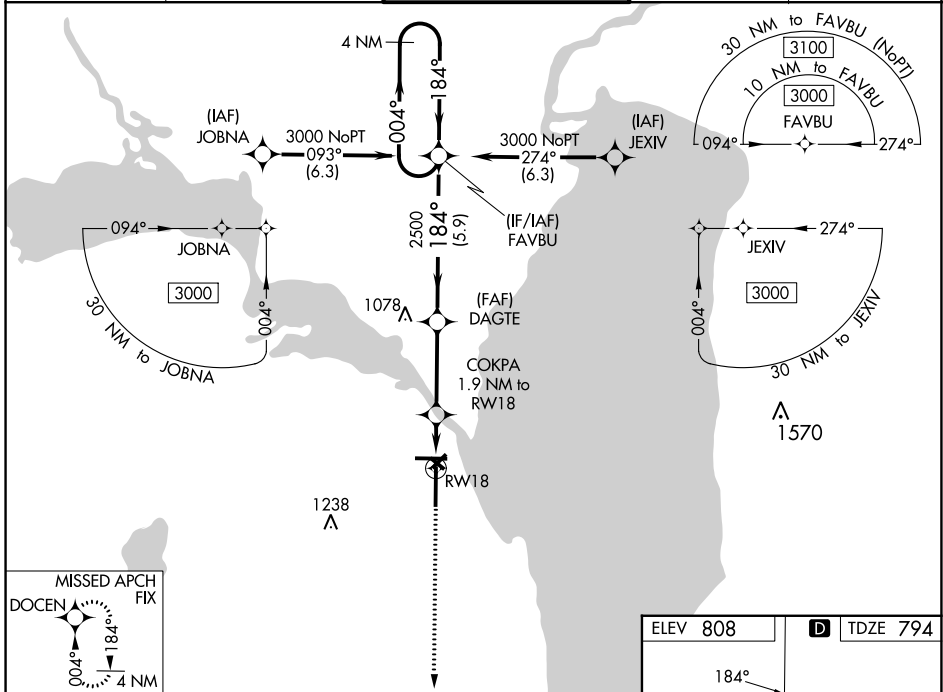 4 NM
004°
184°
(IAF)
JOBNA
3000 NoPT
093°
(6.3)
3000 NoPT
274°
(6.3)
(IAF)
JEXIV
30 NM to FAVBU (NoPT)
3100
10 NM to FAVBU
3000
FAVBU
094°
274°
(IF/IAF)
FAVBU
2500
184°
(5.9)
094°
JOBNA
3000
004°
30 NM to JOBNA
274°
JEXIV
3000
004°
30 NM to JEXIV
1078
(FAF)
DAGTE
COKPA
1.9 NM to
RW18
1570
RW18
1238
MISSED APCH
FIX
DOCEN
184°
004°
4 NM
ELEV 808
D TDZE 794
184°